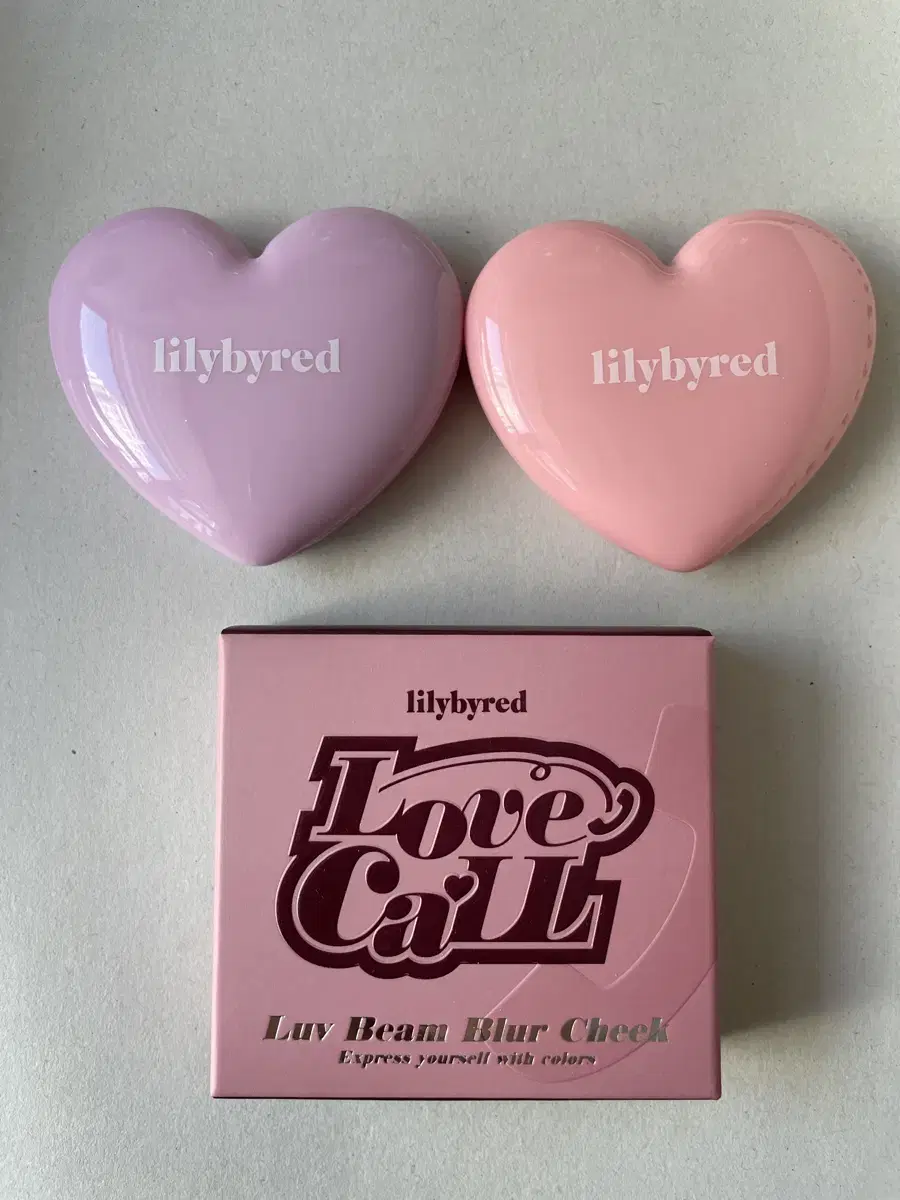 lilybyred
lilybyred
lilybyred
Love
Call
Luv Beam Blur Cheek
Express yourself with colors